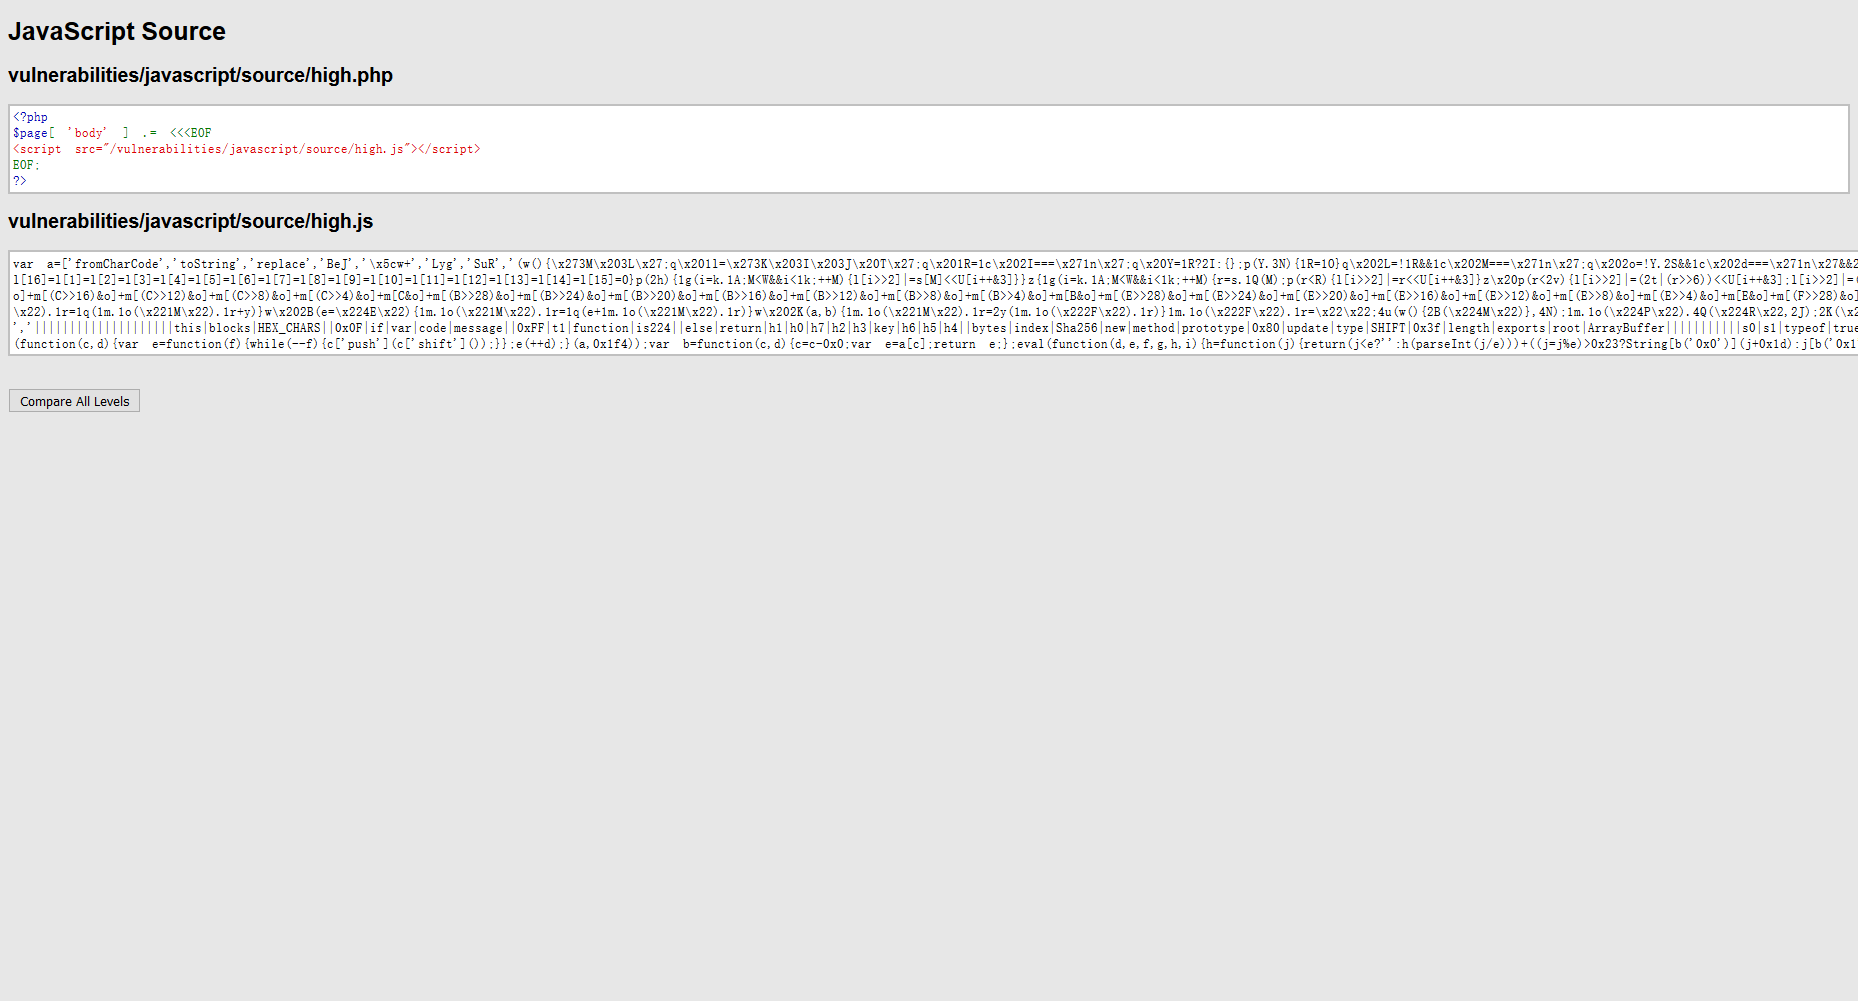 JavaScript Source
vulnerabilities/javascript/source/high.php
<?php
$page[ 'body' ] .= <<<EOF
<script src="/vulnerabilities/javascript/source/high.js"></script>
EOF;
?>
vulnerabilities/javascript/source/high.js
var a=['fromCharCode','toString','replace','BeJ','\x5cw+','Lyg','SuR','(w(){\x273M\x203L\x27;q\x201l=\x273K\x203I\x203J\x20T\x27;q\x201R=1c\x202I===\x271n\x27;q\x20Y=1R?2I:{};p(Y.3N){1R=1O}q\x202L=!1R&&1c\x202M===\x271n\x27;q\x202o=!Y.2S&&1c\x202d===\x271n\x27&&2
l[16]=l[1]=l[2]=l[3]=l[4]=l[5]=l[6]=l[7]=l[8]=l[9]=l[10]=l[11]=l[12]=l[13]=l[14]=l[15]=0}p(2h){1g(i=k.1A;M<W&&i<1k;++M){l[i>>2]|=s[M]<<U[i++&3]}}z{1g(i=k.1A;M<W&&i<1k;++M){r=s.1Q(M);p(r<R){l[i>>2]|=r<<U[i++&3]}z\x20p(r<2v){l[i>>2]|=(2t|(r>>6))<<U[i++&3];l[i>>2]|=(
o]+m[(C>>16)&o]+m[(C>>12)&o]+m[(C>>8)&o]+m[(C>>4)&o]+m[C&o]+m[(B>>28)&o]+m[(B>>24)&o]+m[(B>>20)&o]+m[(B>>16)&o]+m[(B>>12)&o]+m[(B>>8)&o]+m[(B>>4)&o]+m[B&o]+m[(E>>28)&o]+m[(E>>24)&o]+m[(E>>20)&o]+m[(E>>16)&o]+m[(E>>12)&o]+m[(E>>8)&o]+m[(E>>4)&o]+m[E&o]+m[(F>>28)&o]
\x22).1r=1q(1m.1o(\x221M\x22).1r+y)}w\x202B(e=\x224E\x22){1m.1o(\x221M\x22).1r=1q(e+1m.1o(\x221M\x22).1r)}w\x202K(a,b){1m.1o(\x221M\x22).1r=2y(1m.1o(\x222F\x22).1r)}1m.1o(\x222F\x22).1r=\x22\x22;4u(w(){2B(\x224M\x22)},4N);1m.1o(\x224P\x22).4Q(\x224R\x22,2J);2K(\x2
','||||||||||||||||||||this|blocks|HEX_CHARS||0x0F|if|var|code|message||0xFF|t1|function|is224||else|return|h1|h0|h7|h2|h3|key|h6|h5|h4||bytes|index|Sha256|new|method|prototype|0x80|update|type|SHIFT|0x3f|length|exports|root|ArrayBuffer|||||||||||s0|s1|typeof|true
(function(c,d){var e=function(f){while(--f){c['push'](c['shift']());}};e(++d);}(a,0x1f4));var b=function(c,d){c=c-0x0;var e=a[c];return e;};eval(function(d,e,f,g,h,i){h=function(j){return(j<e?'':h(parseInt(j/e)))+((j=j%e)>0x23?String[b('0x0')](j+0x1d):j[b('0x1
Compare All Levels